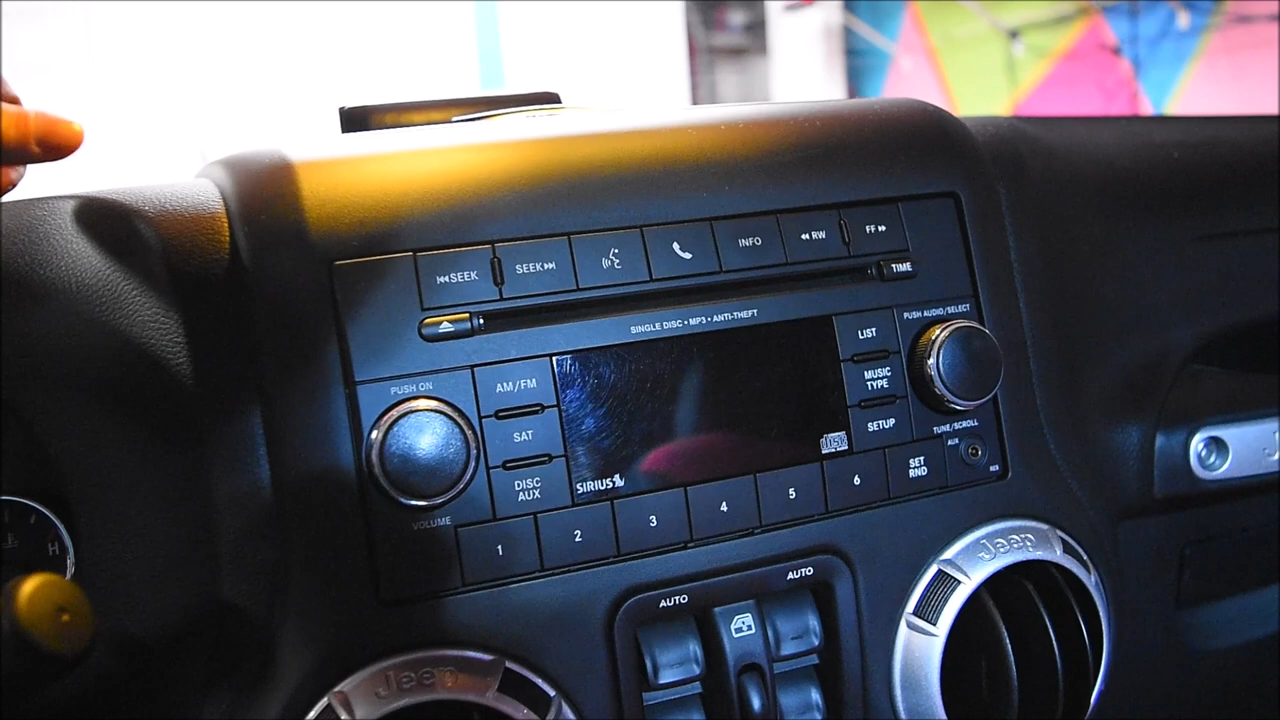 SEEK
SEEK
INFO
RW
FF
TIME
SINGLE DISC • MP3 • ANTI-THEFT
PUSH AUDIO/SELECT
PUSH ON
VOLUME
AM/FM
SAT
DISC
AUX
LIST
MUSIC
TYPE
SETUP
TUNE/SCROLL
AUX
SIRIUS
DISC
1
2
3
4
5
6
SET
RND
AUTO
AUTO
Jeep
Jeep
H